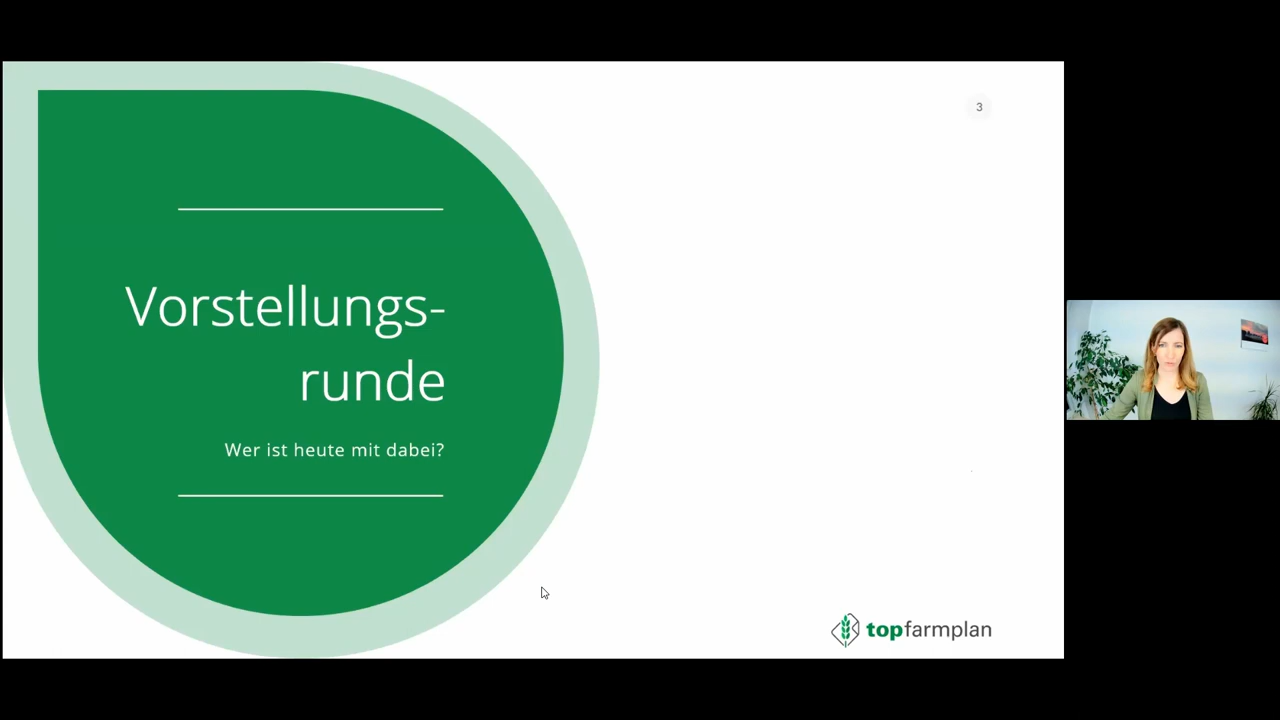 3
Vorstellungs-
runde
Wer ist heute mit dabei?
topfarmplan